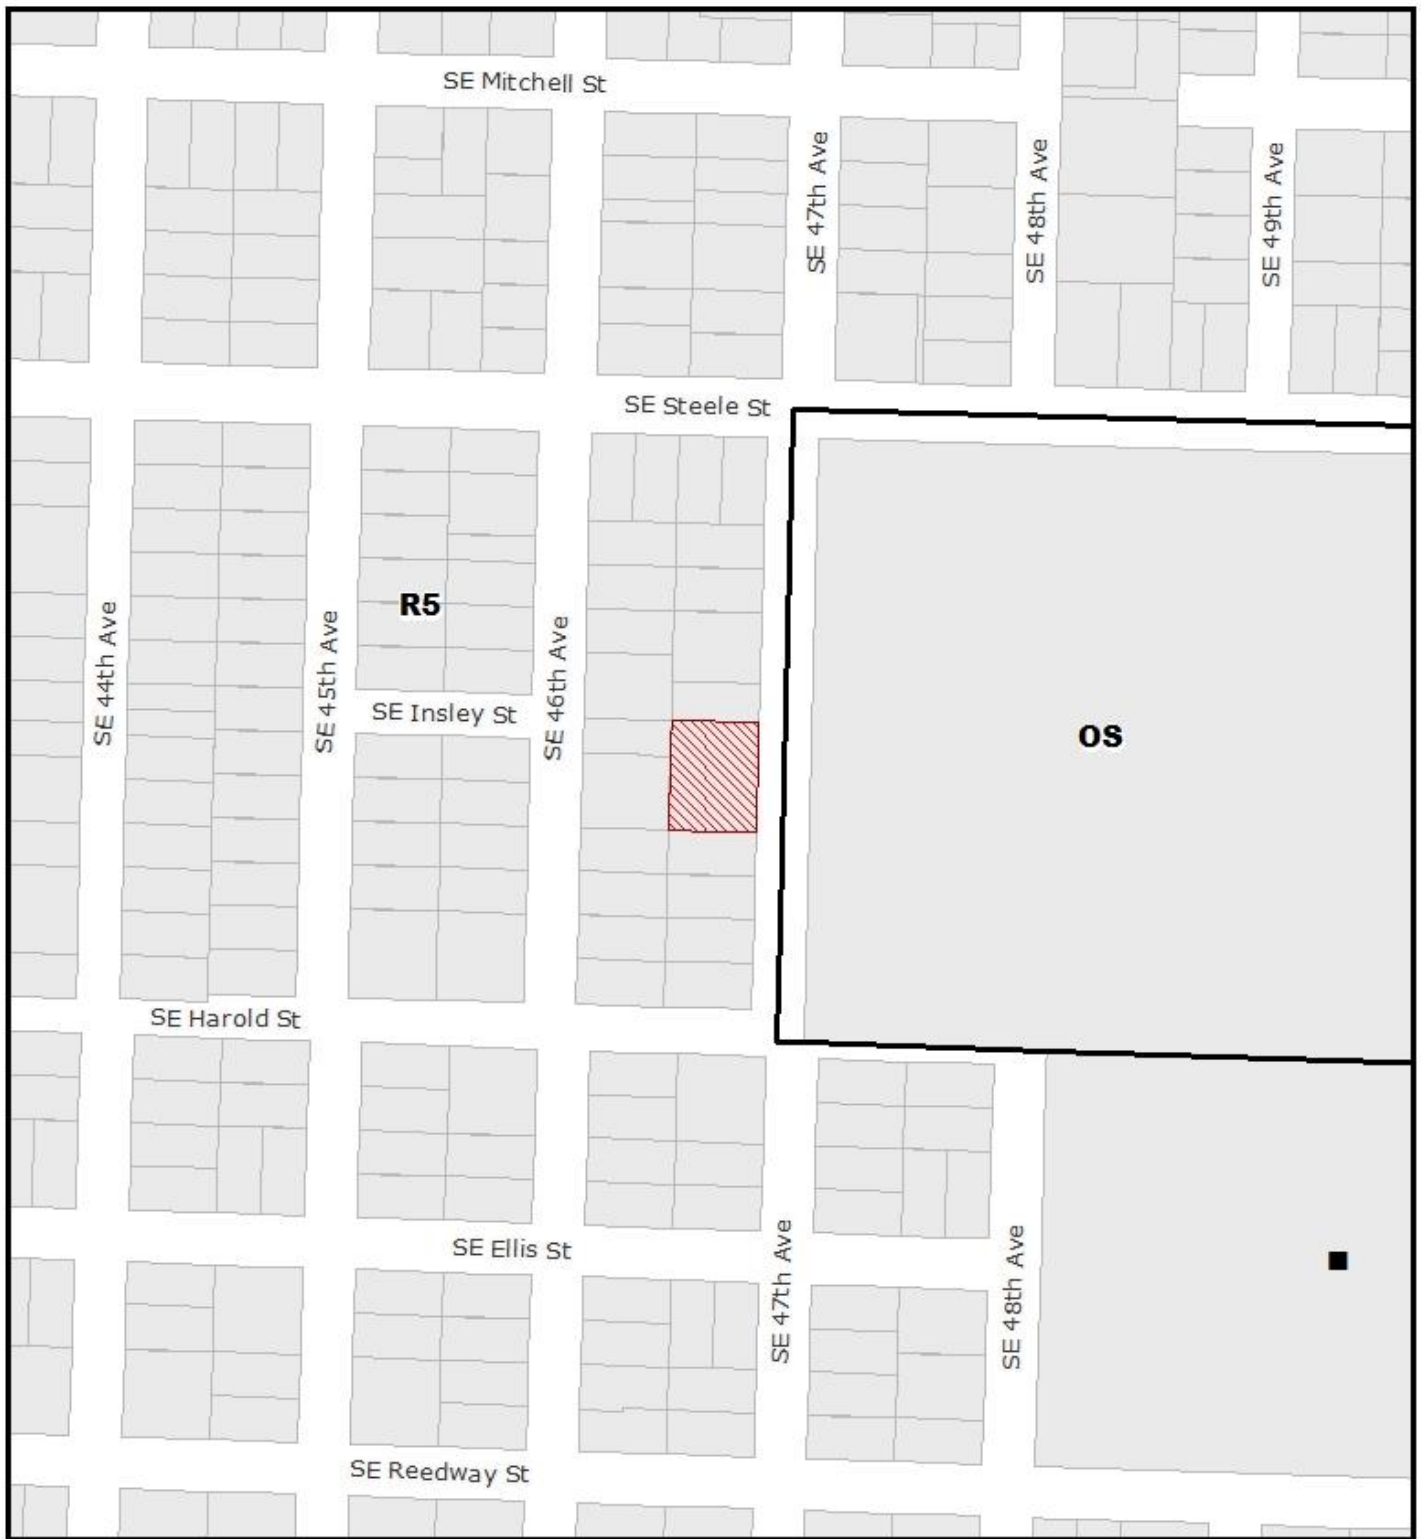 SE Mitchell St
SE 47th Ave
SE 48th Ave
SE 49th Ave
SE Steele St
R5
SE 44th Ave
SE 45th Ave
SE 46th Ave
SE Insley St
OS
SE Harold St
SE Ellis St
SE 47th Ave
SE 48th Ave
SE Reedway St